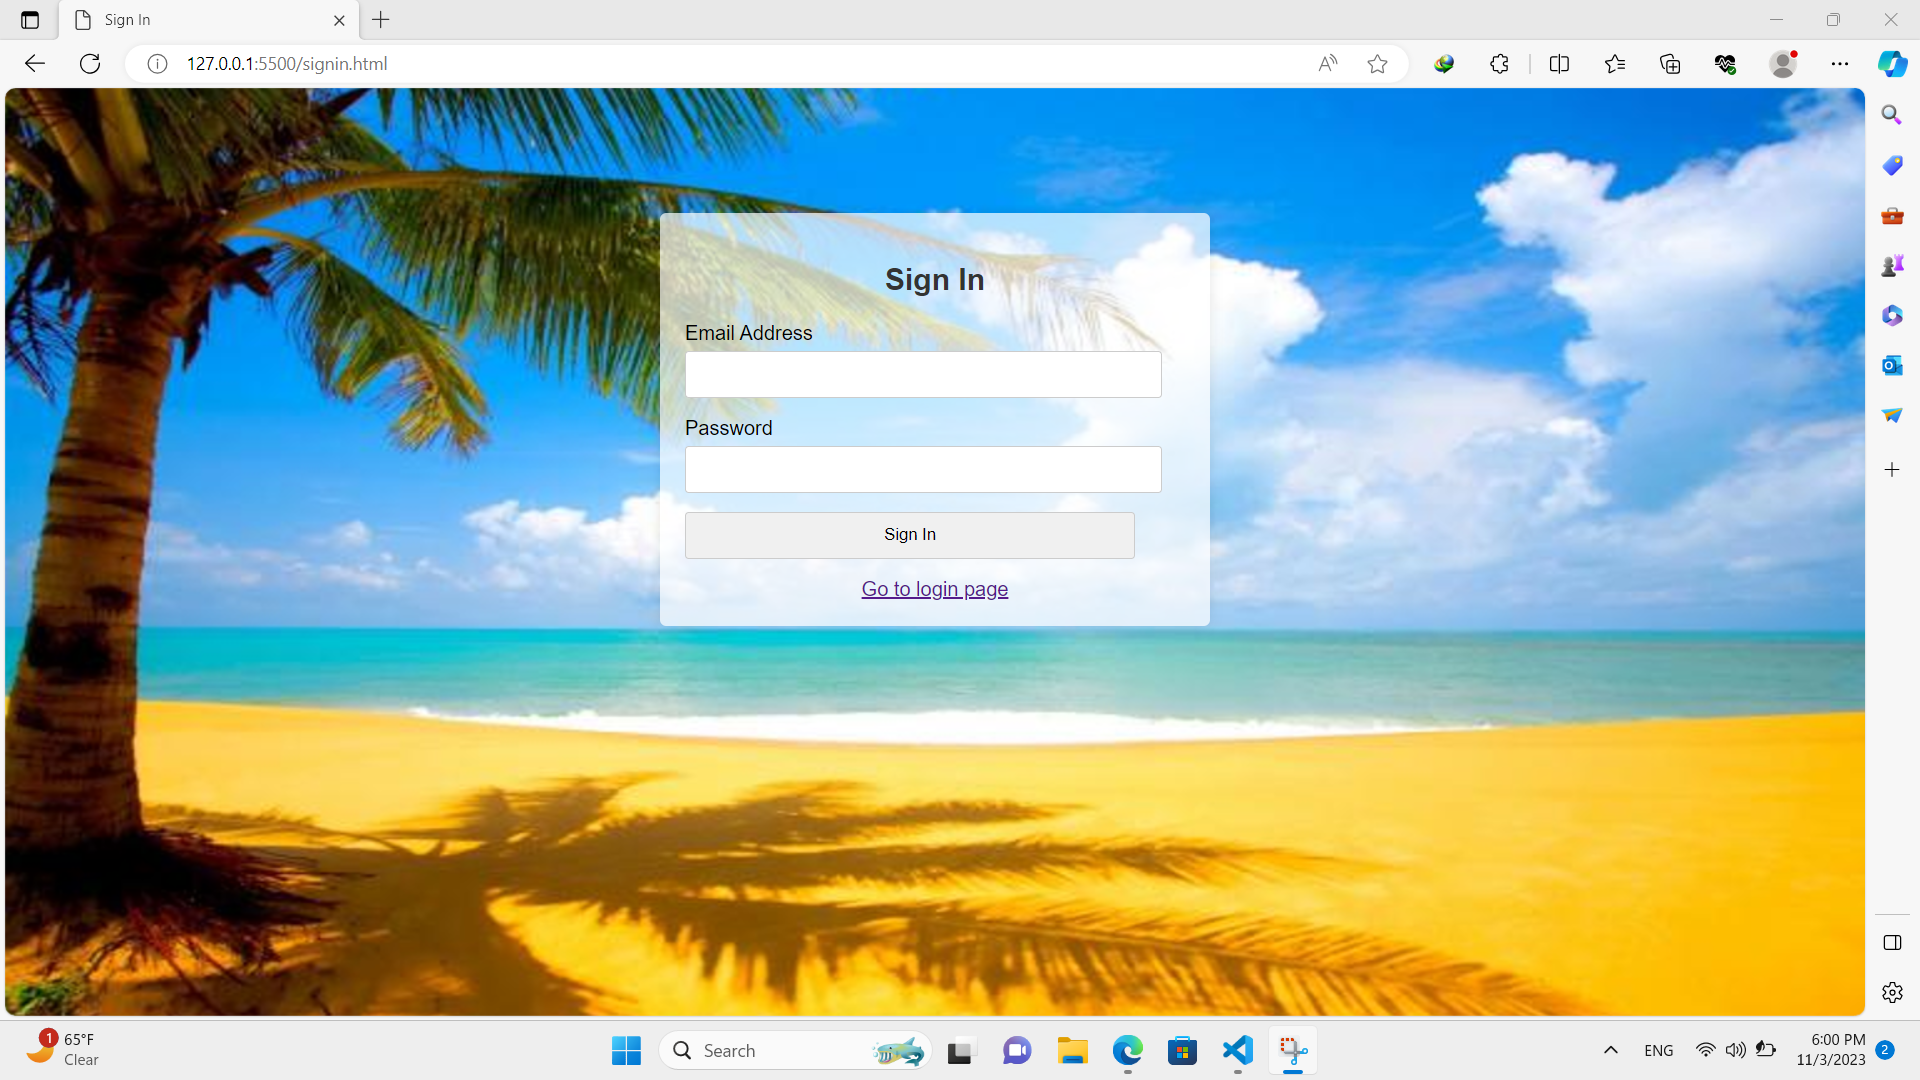 Sign In
127.0.0.1:5500/signin.html
Sign In
Email Address
Password
Sign In
Go to login page
1
65°F
Clear
Search
ENG
6:00 PM
11/3/2023
2